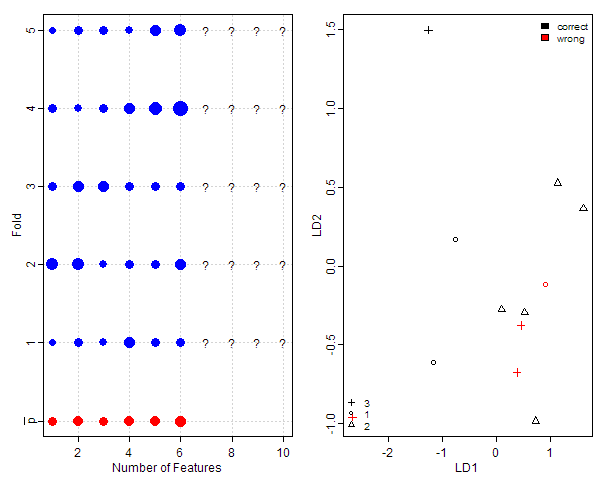 5 ? ? ? ?
4 ? ? ? ?
3 ? ? ? ?
2 ? ? ? ?
1 ? ? ? ?
p̅
Fold
2 4 6 8 10
Number of Features
correct
wrong
1.5
1.0
0.5
0.0
-0.5
-1.0
LD2
3
1
2
-2 -1 0 1
LD1